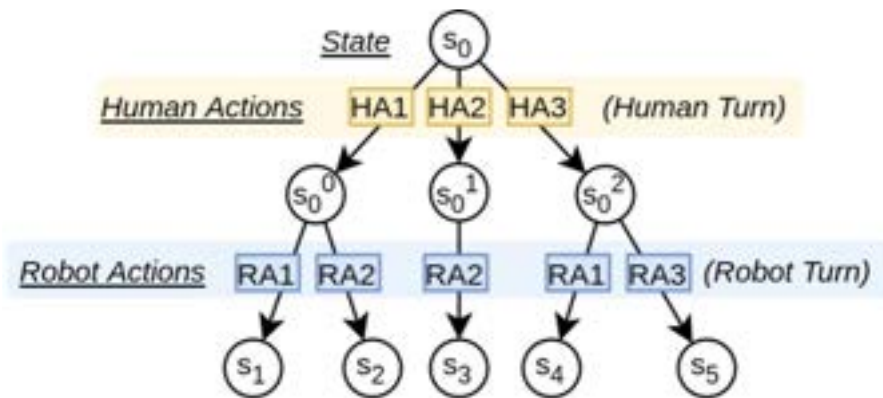 State s0
Human Actions HA1 HA2 HA3 (Human Turn)
s0^0 s0^1 s0^2
Robot Actions RA1 RA2 RA2 RA1 RA3 (Robot Turn)
s1 s2 s3 s4 s5